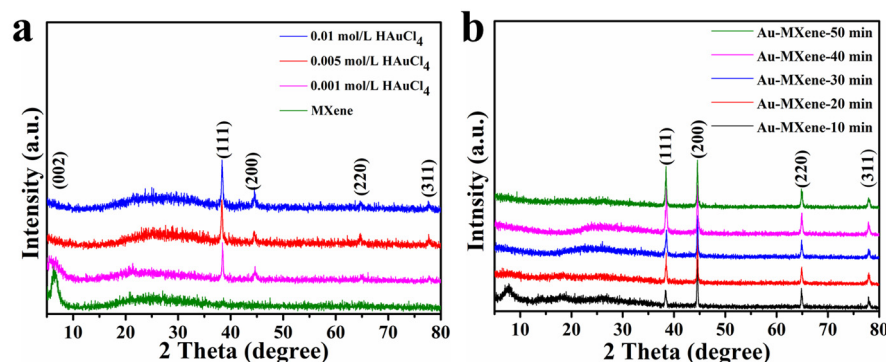 a
0.01 mol/L HAuCl4
0.005 mol/L HAuCl4
0.001 mol/L HAuCl4
MXene
(002)
(111)
(200)
(220)
(311)
Intensity (a.u.)
10 20 30 40 50 60 70 80
2 Theta (degree)
b
Au-MXene-50 min
Au-MXene-40 min
Au-MXene-30 min
Au-MXene-20 min
Au-MXene-10 min
(111)
(200)
(220)
(311)
Intnsity (a.u.)
10 20 30 40 50 60 70 80
2 Theta (degree)